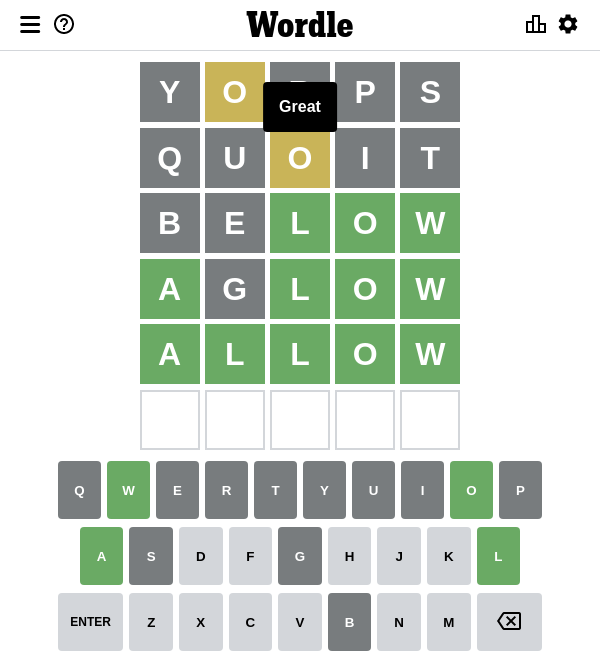 Wordle
Y O P S
Great
Q U O I T
B E L O W
A G L O W
A L L O W
Q W E R T Y U I O P
A S D F G H J K L
ENTER Z X C V B N M